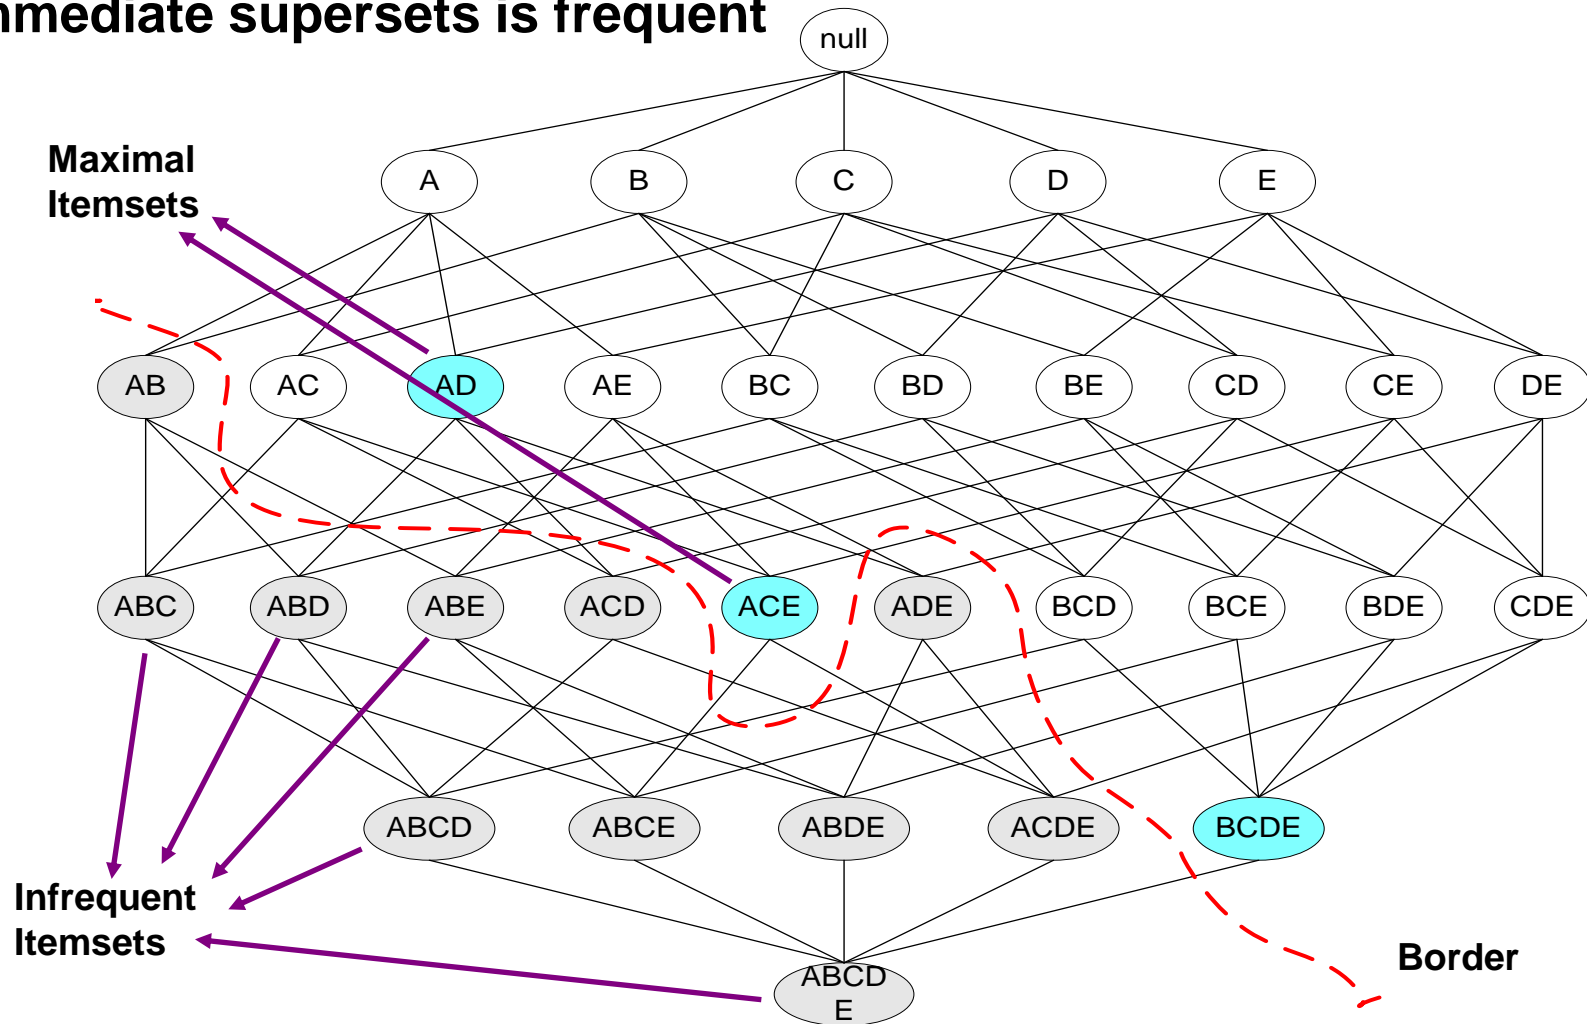 mmediate supersets is frequent
null
Maximal
Itemsets
A B C D E
AB AC AD AE BC BD BE CD CE DE
ABC ABD ABE ACD ACE ADE BCD BCE BDE CDE
ABCD ABCE ABDE ACDE BCDE
Infrequent
Itemsets
Border
ABCD
E